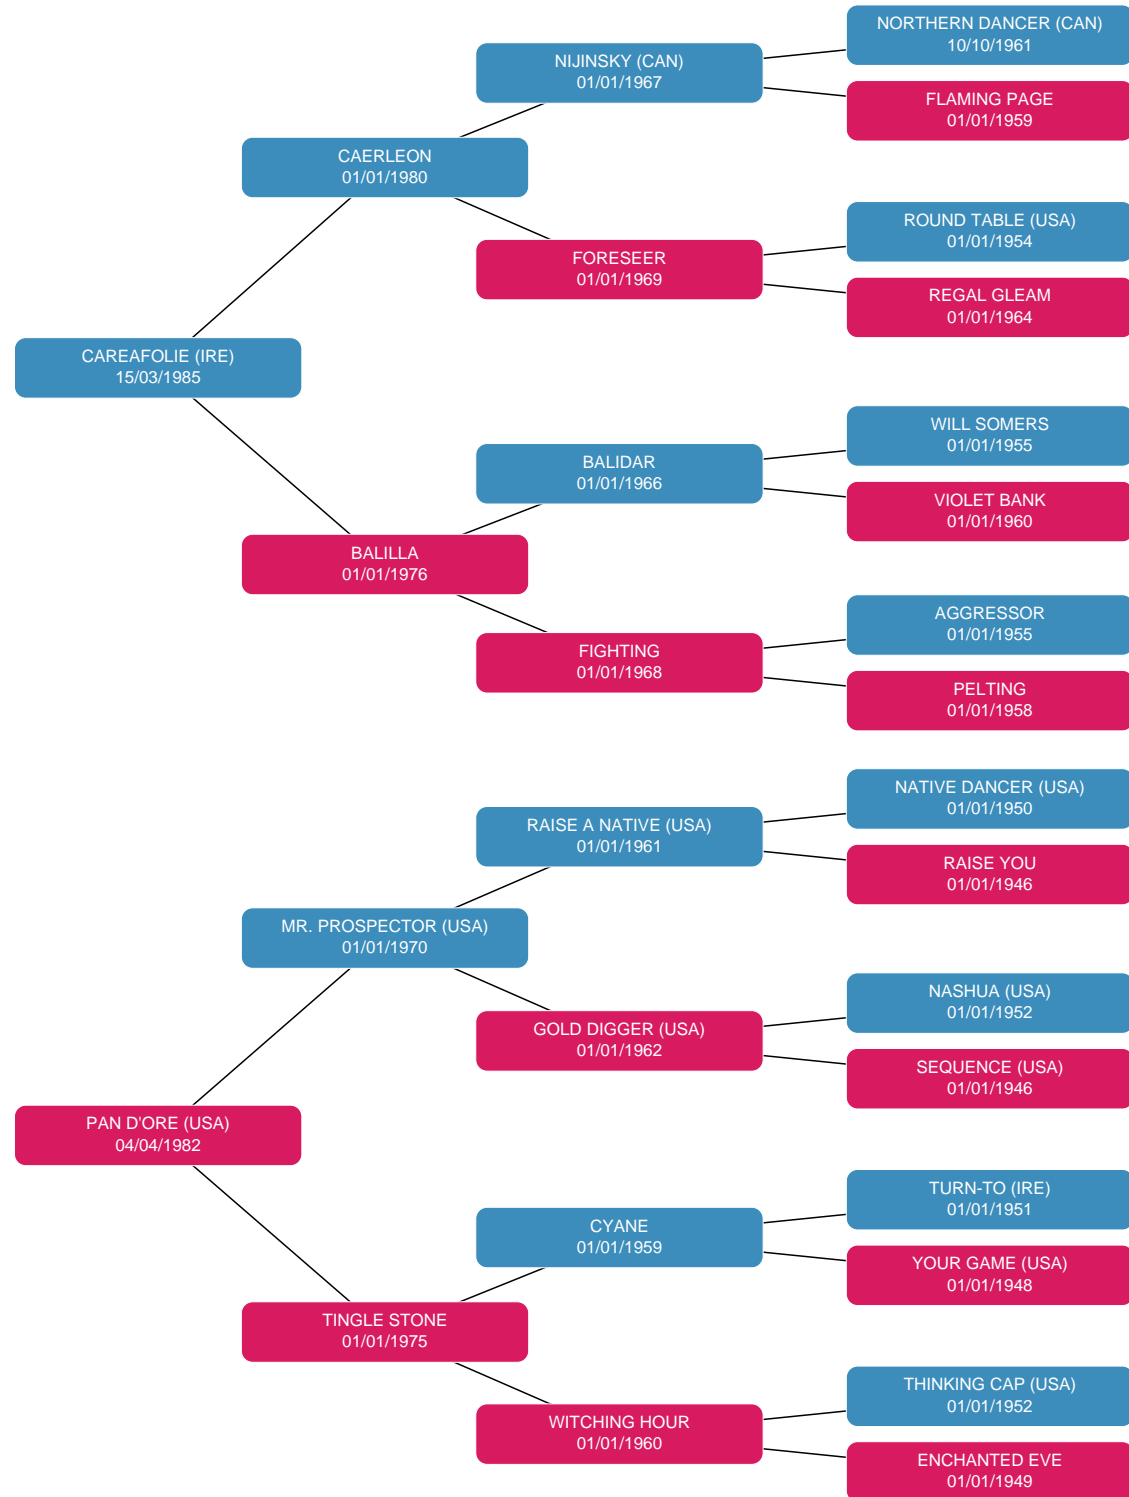 NORTHERN DANCER (CAN)
10/10/1961
NIJINSKY (CAN)
01/01/1967
FLAMING PAGE
01/01/1959
CAERLEON
01/01/1980
ROUND TABLE (USA)
01/01/1954
FORESEER
01/01/1969
REGAL GLEAM
01/01/1964
CAREAFOLIE (IRE)
15/03/1985
WILL SOMERS
01/01/1955
BALIDAR
01/01/1966
VIOLET BANK
01/01/1960
BALILLA
01/01/1976
AGGRESSOR
01/01/1955
FIGHTING
01/01/1968
PELTING
01/01/1958
NATIVE DANCER (USA)
01/01/1950
RAISE A NATIVE (USA)
01/01/1961
RAISE YOU
01/01/1946
MR. PROSPECTOR (USA)
01/01/1970
NASHUA (USA)
01/01/1952
GOLD DIGGER (USA)
01/01/1962
SEQUENCE (USA)
01/01/1946
PAN D'ORE (USA)
04/04/1982
TURN-TO (IRE)
01/01/1951
CYANE
01/01/1959
YOUR GAME (USA)
01/01/1948
TINGLE STONE
01/01/1975
THINKING CAP (USA)
01/01/1952
WITCHING HOUR
01/01/1960
ENCHANTED EVE
01/01/1949